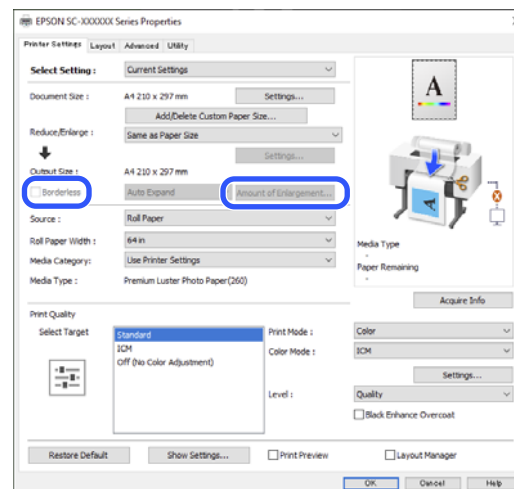 EPSON SC-XXXXXX Series Properties
Printer Settings Layout Advanced Utility
Select Setting : Current Settings
Document Size : A4 210 x 297 mm Settings...
Add/Delete Custom Paper Size...
Reduce/Enlarge : Same as Paper Size
Settings...
Output Size : A4 210 x 297 mm
Borderless Auto Expand Amount of Enlargement...
Source : Roll Paper
Roll Paper Width : 64 in
Media Category: Use Printer Settings
Media Type : Premium Luster Photo Paper(260)
A
Media Type
-
Paper Remaining
-
Acquire Info
Print Quality
Select Target Standard
ICM
Off (No Color Adjustment)
Print Mode : Color
Color Mode : ICM
Settings...
Level : Quality
Black Enhance Overcoat
Restore Default Show Settings... Print Preview Layout Manager
OK Cancel Help